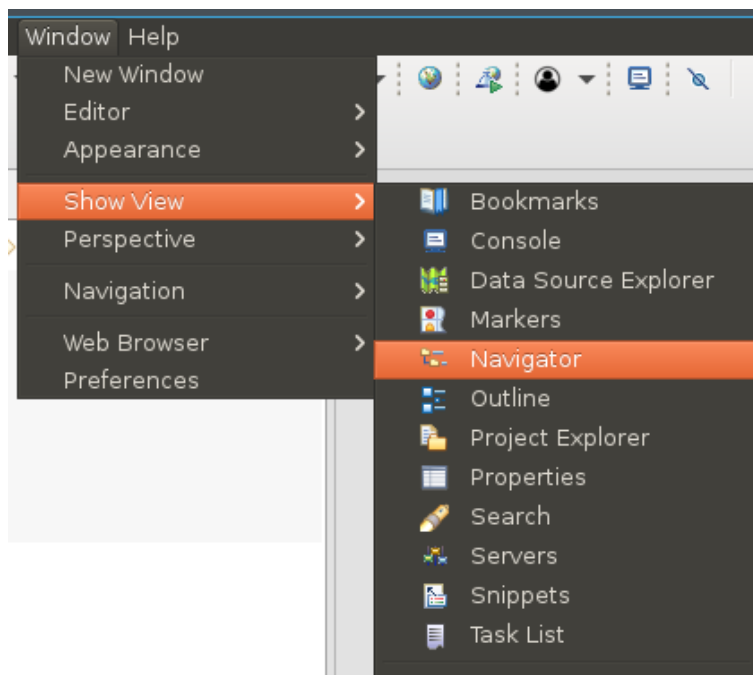 Window Help
New Window
Editor
Appearance
Show View
Perspective
Navigation
Web Browser
Preferences
Bookmarks
Console
Data Source Explorer
Markers
Navigator
Outline
Project Explorer
Properties
Search
Servers
Snippets
Task List